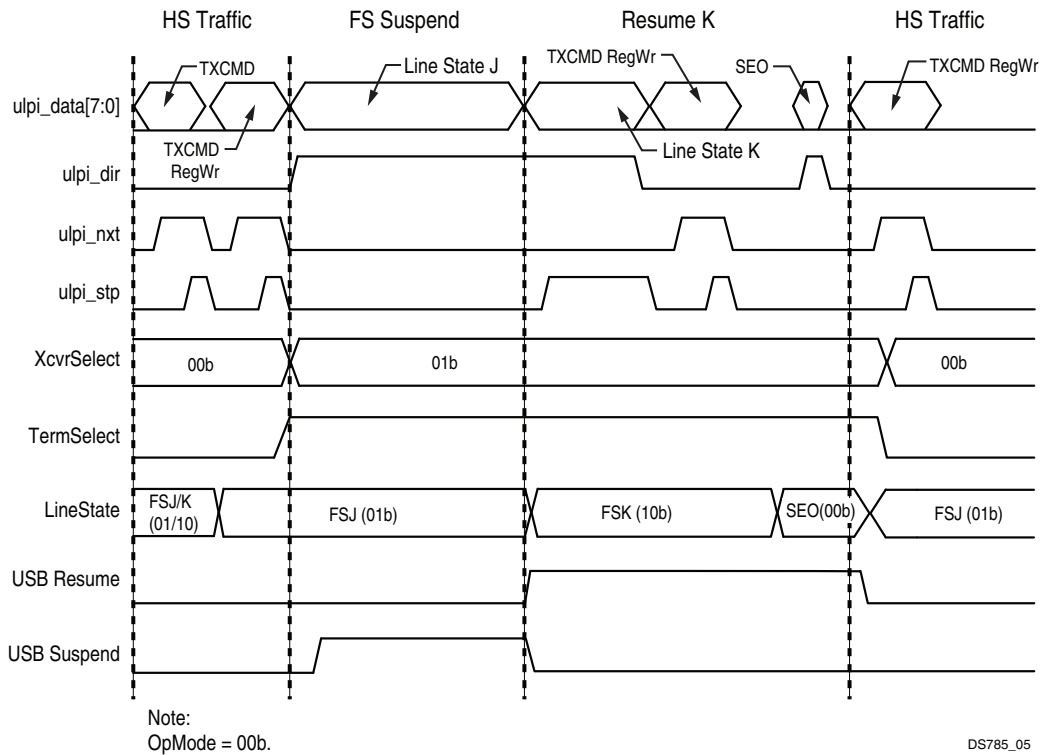 HS Traffic FS Suspend Resume K HS Traffic
TXCMD Line State J TXCMD RegWr SEO TXCMD RegWr
ulpi_data[7:0]
TXCMD RegWr Line State K
ulpi_dir
ulpi_nxt
ulpi_stp
XcvrSelect 00b 01b 00b
TermSelect
LineState FSJ/K (01/10) FSJ (01b) FSK (10b) SEO(00b) FSJ (01b)
USB Resume
USB Suspend
Note:
OpMode = 00b.
DS785_05